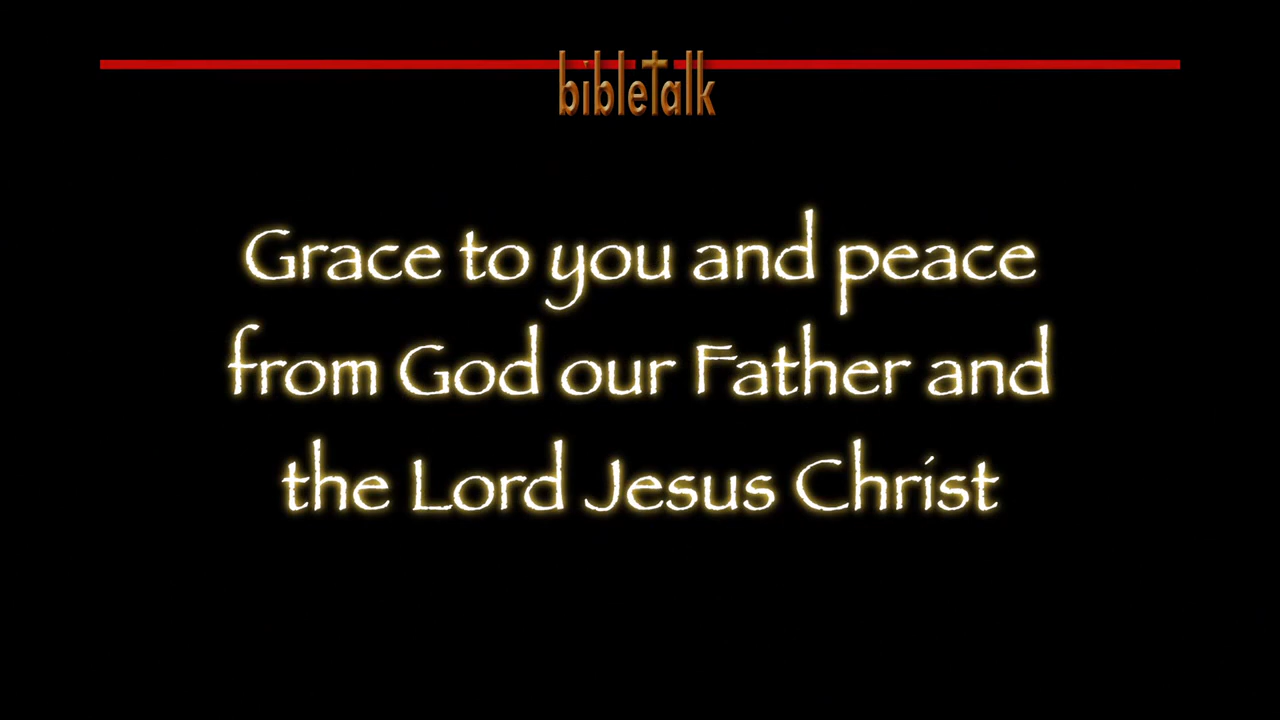 bibleTalk
Grace to you and peace
from God our Father and
the Lord Jesus Christ